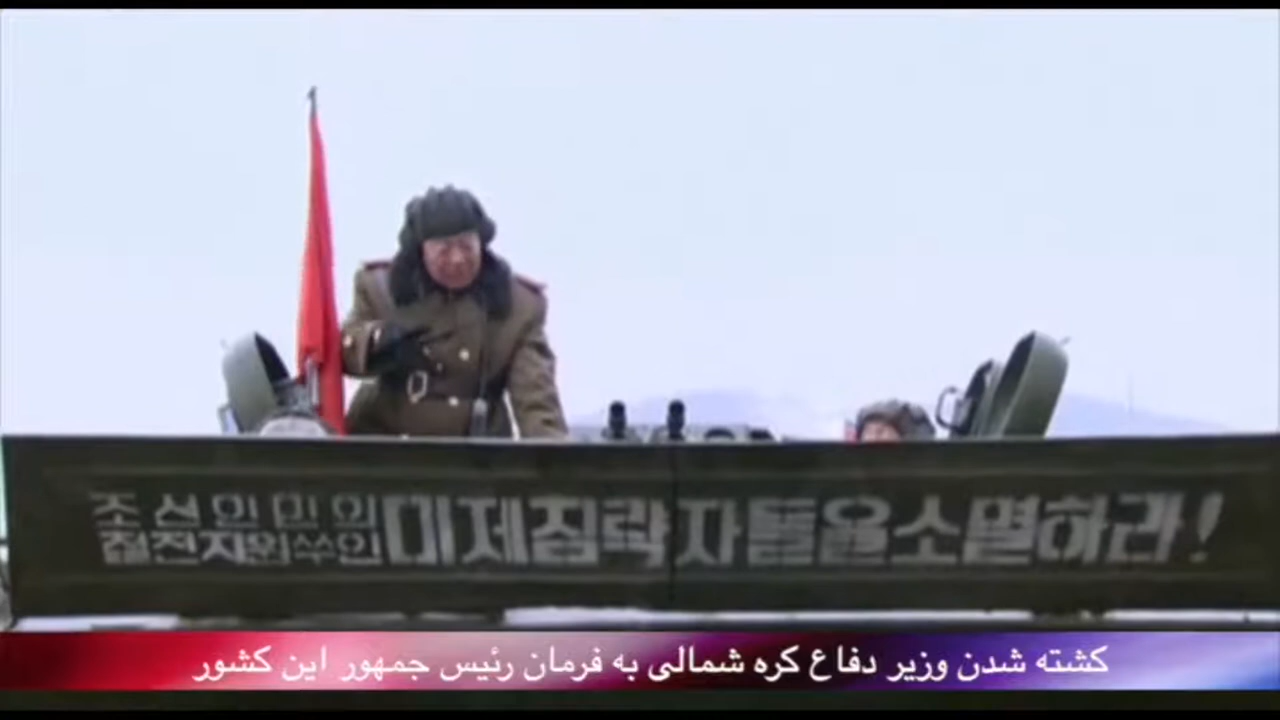 조선인민의
철천지원쑤인 미제침략자들을소멸하라!
کشته شدن وزیر دفاع کره شمالی به فرمان رئیس جمهور این کشور